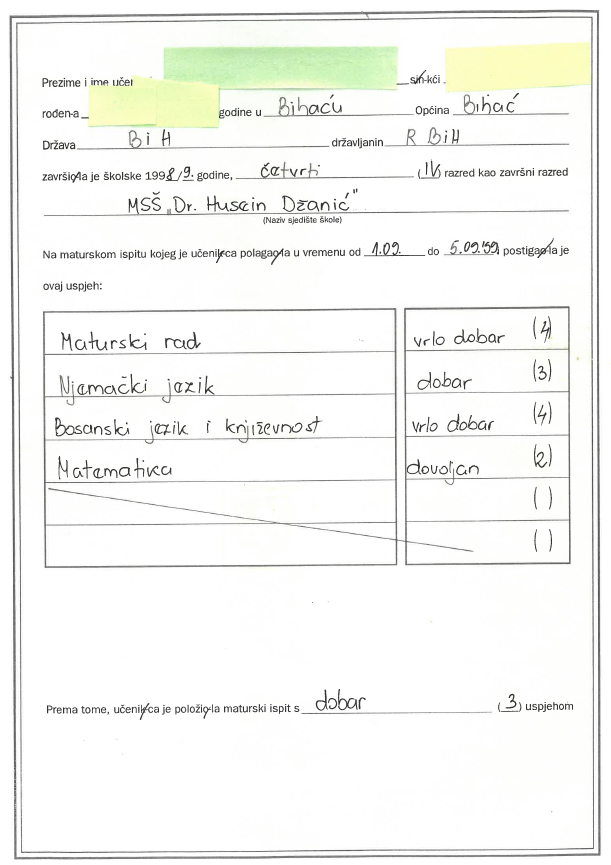 Prezime i ime učen sin-kći
rođen-a godine u Bihaću Općina Bihać
Država BiH državljanin R BiH
završio-la je školske 1998/9. godine, četvrti (IV) razred kao završni razred
MSŠ „Dr. Husein Džanić"
(Naziv sjedište škole)
Na maturskom ispitu kojeg je učenik-ca polagao-la u vremenu od 1.09. do 5.09.99. postigao-la je
ovaj uspjeh:
Maturski rad vrlo dobar (4)
Njemački jezik dobar (3)
Bosanski jezik i književnost vrlo dobar (4)
Matematika dovoljan (2)
( )
( )
Prema tome, učenik-ca je položio-la maturski ispit s dobar (3) uspjehom